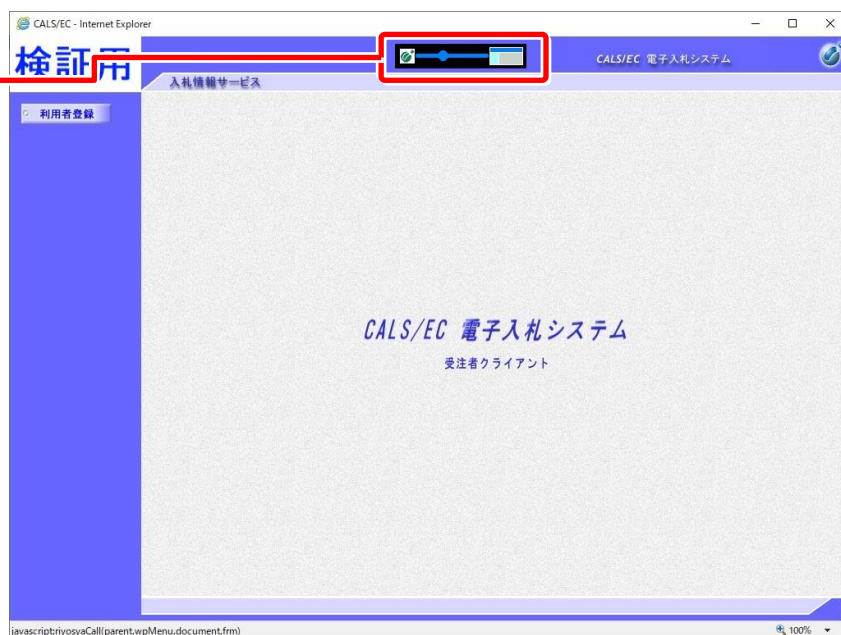 CALS/EC - Internet Explorer
検証用
CALS/EC 電子入札システム
入札情報サービス
利用者登録
CALS/EC 電子入札システム
受注者クライアント
javascript:riyosyaCall(parent.wpMenu.document.frm)
100%